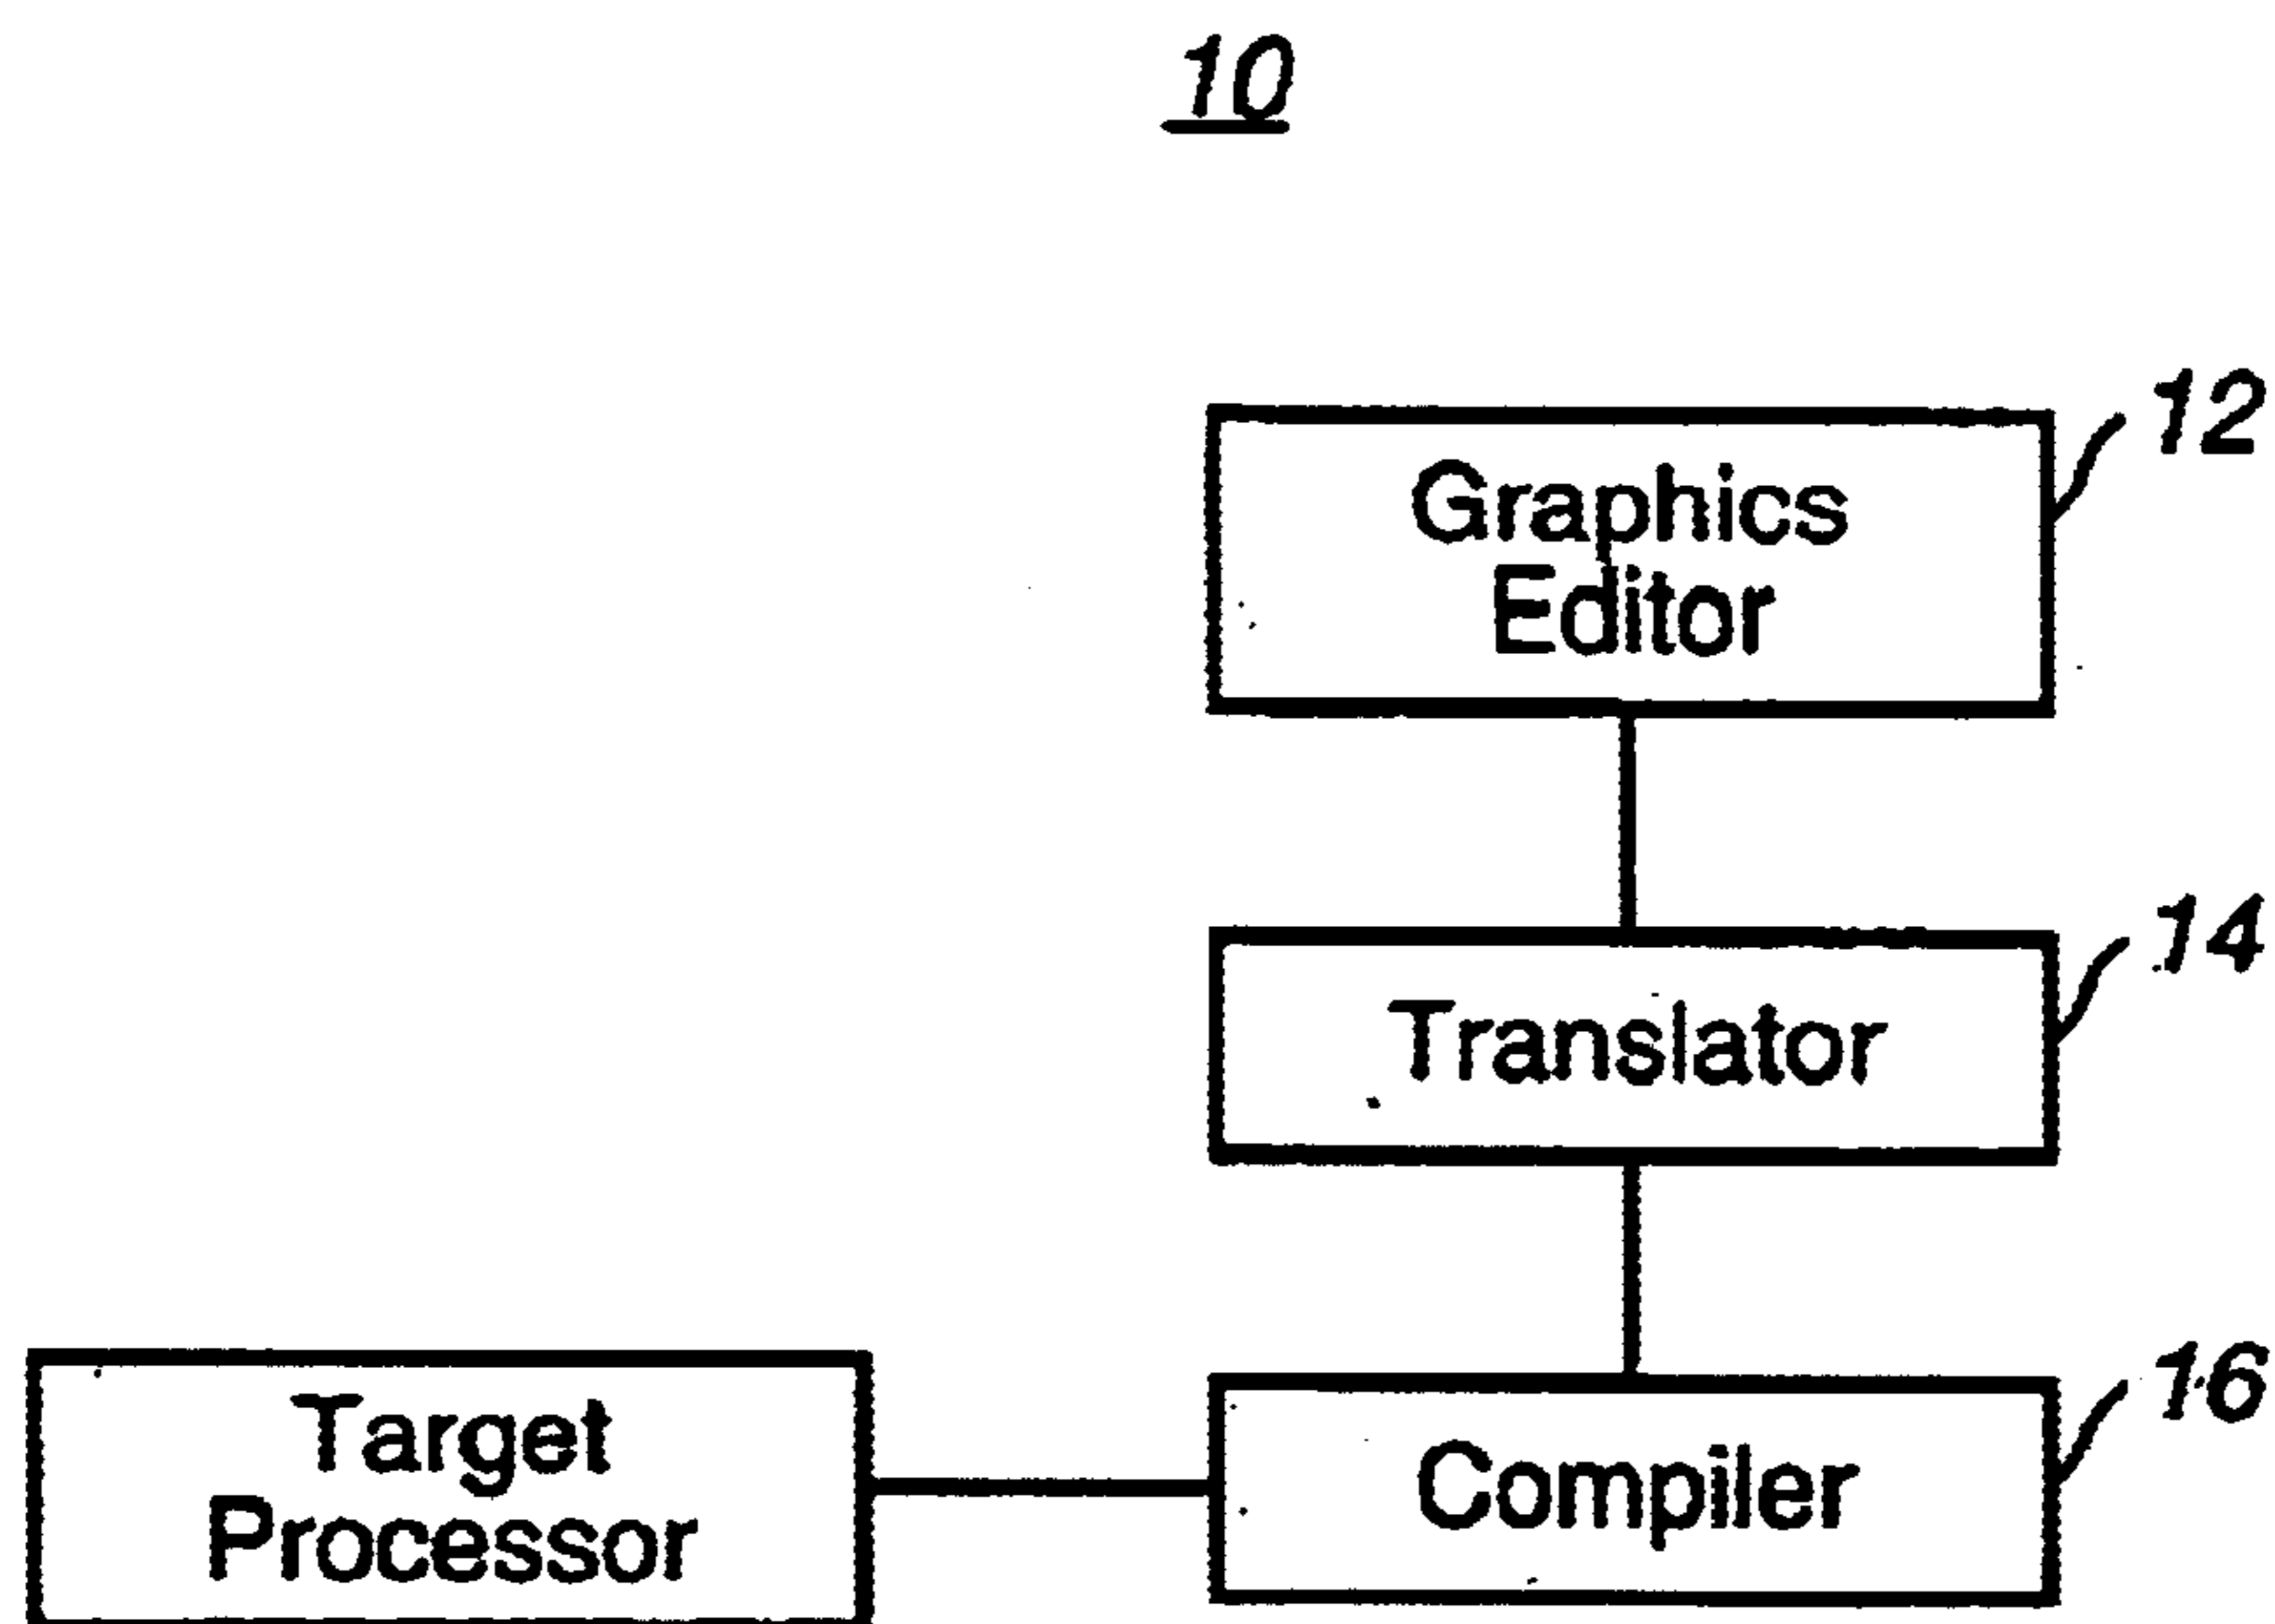 10
12
Graphics
Editor
14
Translator
16
Target
Processor
Compiler